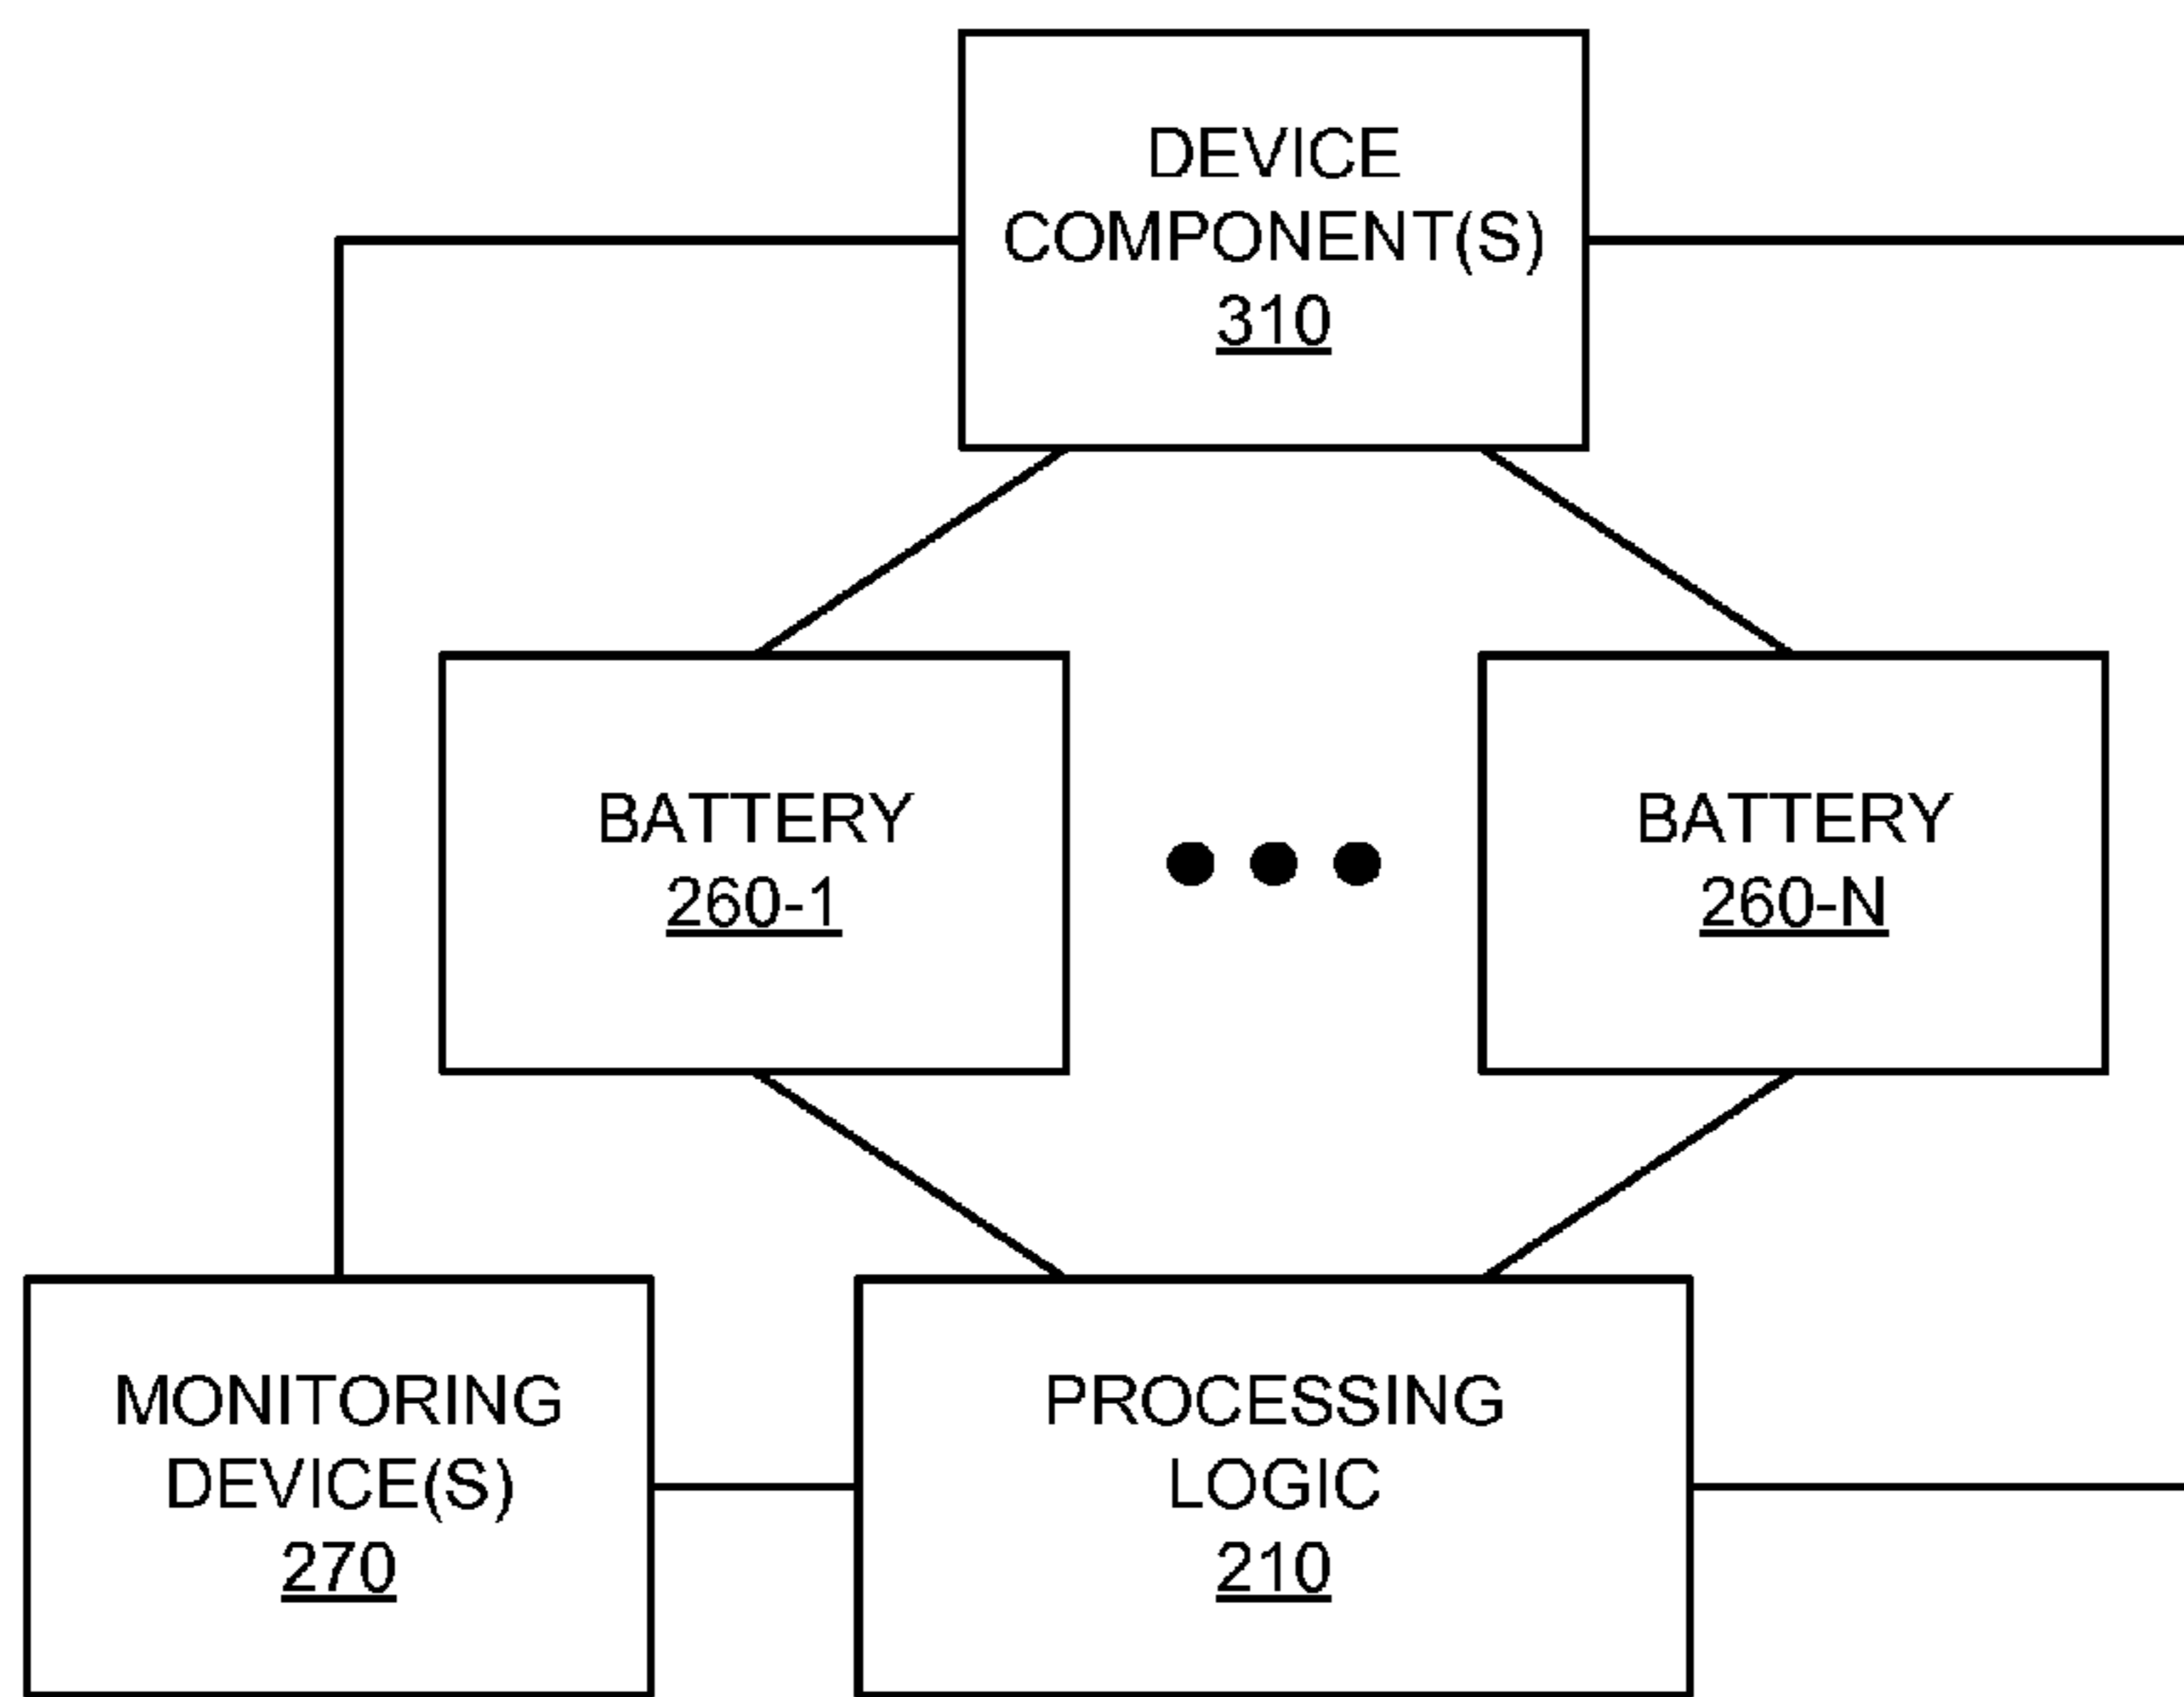 DEVICE
COMPONENT(S)
310
BATTERY
260-1
BATTERY
260-N
MONITORING
DEVICE(S)
270
PROCESSING
LOGIC
210